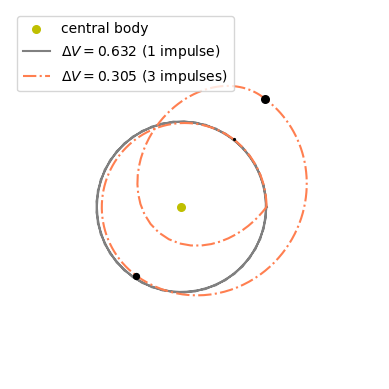 central body
ΔV = 0.632 (1 impulse)
ΔV = 0.305 (3 impulses)